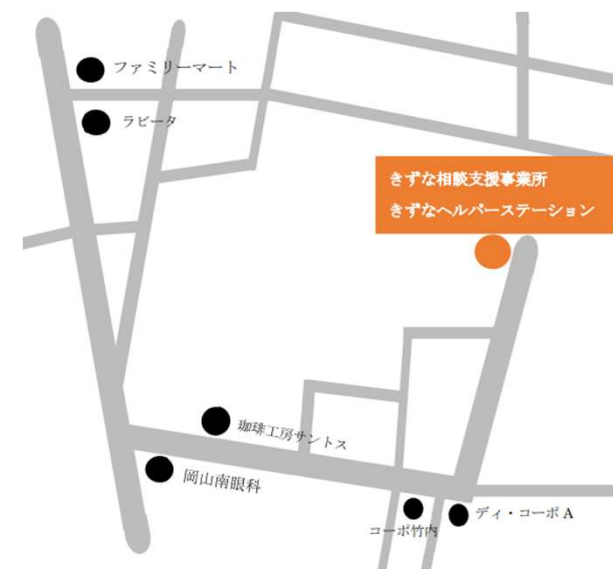 ファミリーマート
ラビータ
きずな相談支援事業所
きずなヘルパーステーション
珈琲工房サントス
岡山南眼科
ディ・コーポ A
コーポ竹内